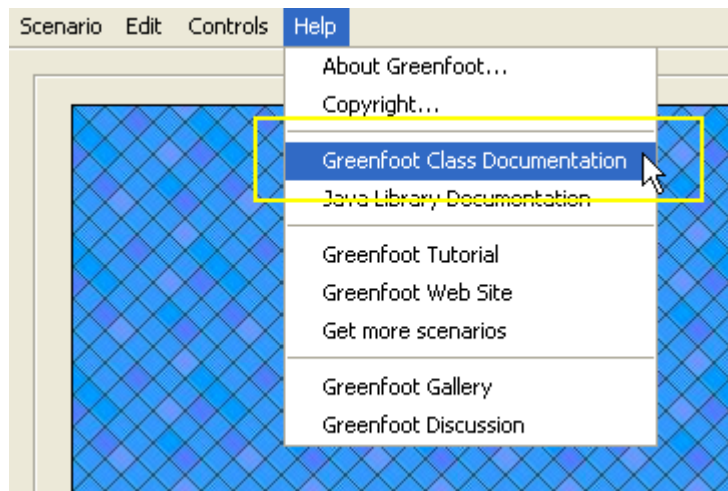 Scenario Edit Controls Help
About Greenfoot...
Copyright...
Greenfoot Class Documentation
Java Library Documentation
Greenfoot Tutorial
Greenfoot Web Site
Get more scenarios
Greenfoot Gallery
Greenfoot Discussion